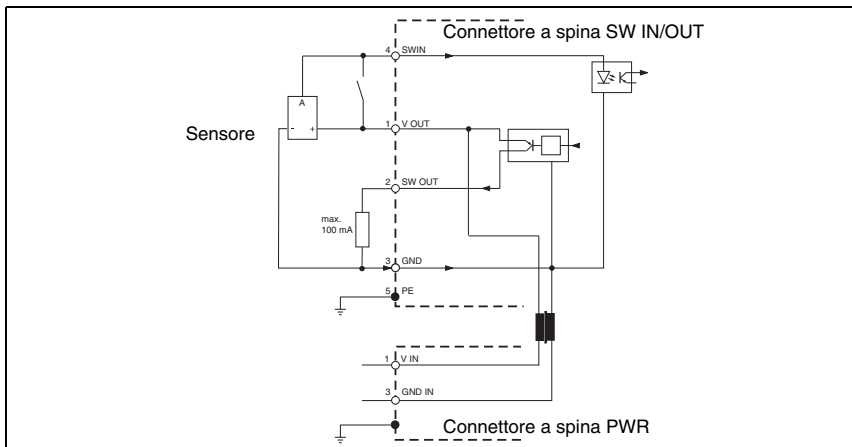 Connettore a spina SW IN/OUT
4 SWIN
A
- +
Sensore
1 V OUT
2 SW OUT
max.
100 mA
3 GND
5 PE
1 V IN
3 GND IN
Connettore a spina PWR